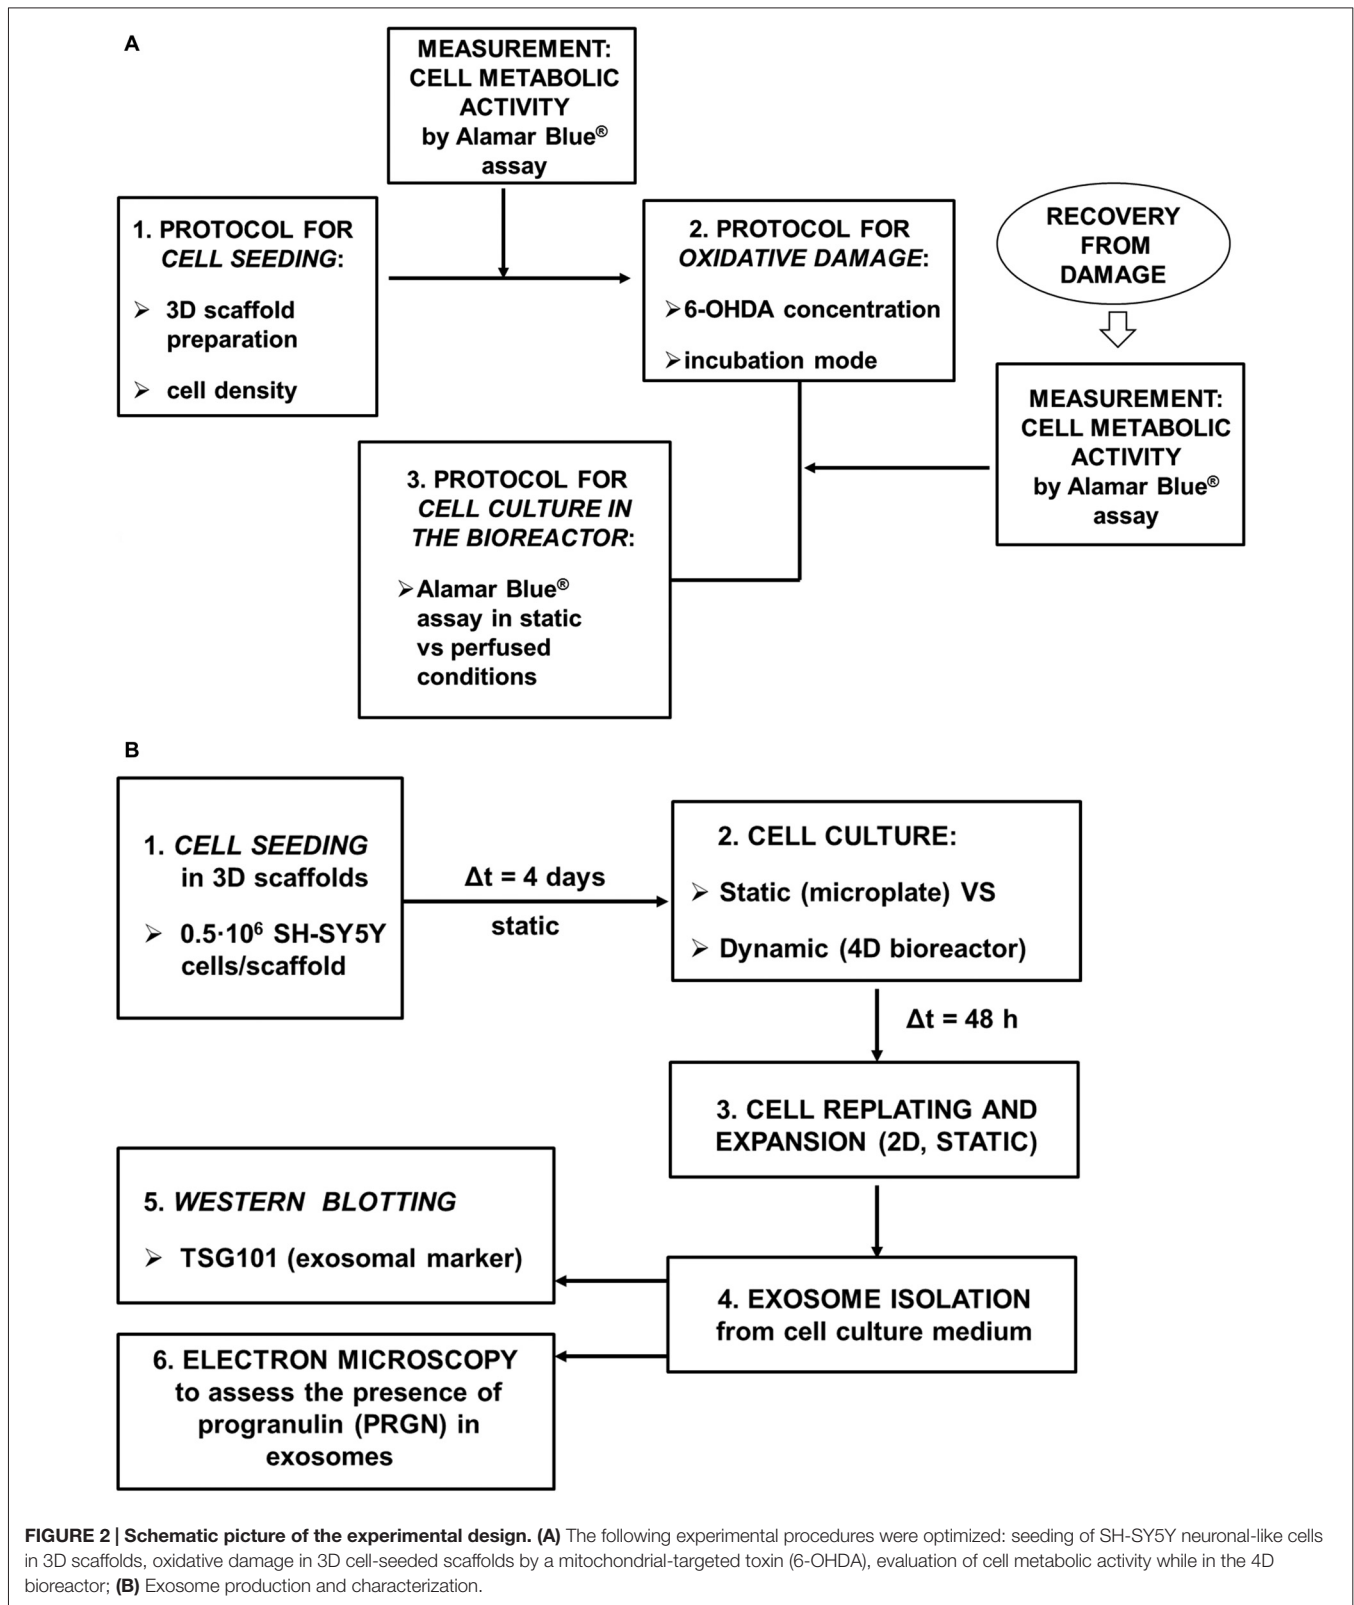 A
MEASUREMENT:
CELL METABOLIC
ACTIVITY
by Alamar Blue®
assay
1. PROTOCOL FOR
CELL SEEDING:
➢ 3D scaffold
preparation
➢ cell density
2. PROTOCOL FOR
OXIDATIVE DAMAGE:
➢6-OHDA concentration
➢incubation mode
RECOVERY
FROM
DAMAGE
MEASUREMENT:
CELL METABOLIC
ACTIVITY
by Alamar Blue®
assay
3. PROTOCOL FOR
CELL CULTURE IN
THE BIOREACTOR:
➢Alamar Blue®
assay in static
vs perfused
conditions
B
1. CELL SEEDING
in 3D scaffolds
➢ 0.5·10⁶ SH-SY5Y
cells/scaffold
Δt = 4 days
static
2. CELL CULTURE:
➢ Static (microplate) VS
➢ Dynamic (4D bioreactor)
Δt = 48 h
3. CELL REPLATING AND
EXPANSION (2D, STATIC)
4. EXOSOME ISOLATION
from cell culture medium
5. WESTERN BLOTTING
➢ TSG101 (exosomal marker)
6. ELECTRON MICROSCOPY
to assess the presence of
progranulin (PRGN) in
exosomes
FIGURE 2 | Schematic picture of the experimental design. (A) The following experimental procedures were optimized: seeding of SH-SY5Y neuronal-like cells
in 3D scaffolds, oxidative damage in 3D cell-seeded scaffolds by a mitochondrial-targeted toxin (6-OHDA), evaluation of cell metabolic activity while in the 4D
bioreactor; (B) Exosome production and characterization.